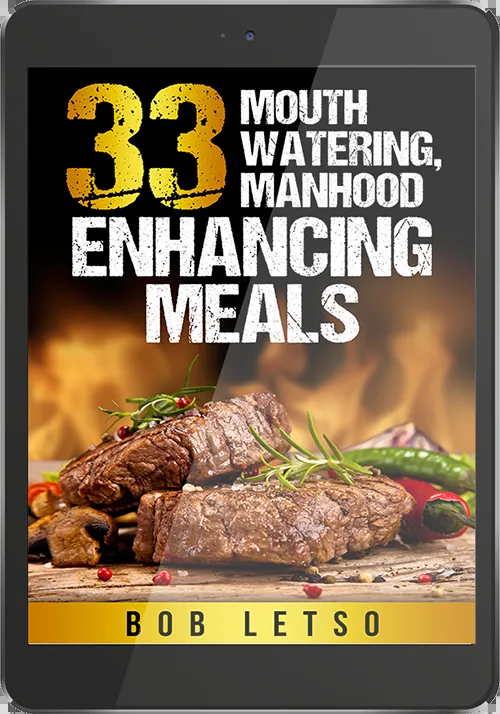 33 MOUTH
WATERING,
MANHOOD
ENHANCING
MEALS
BOB LETSO